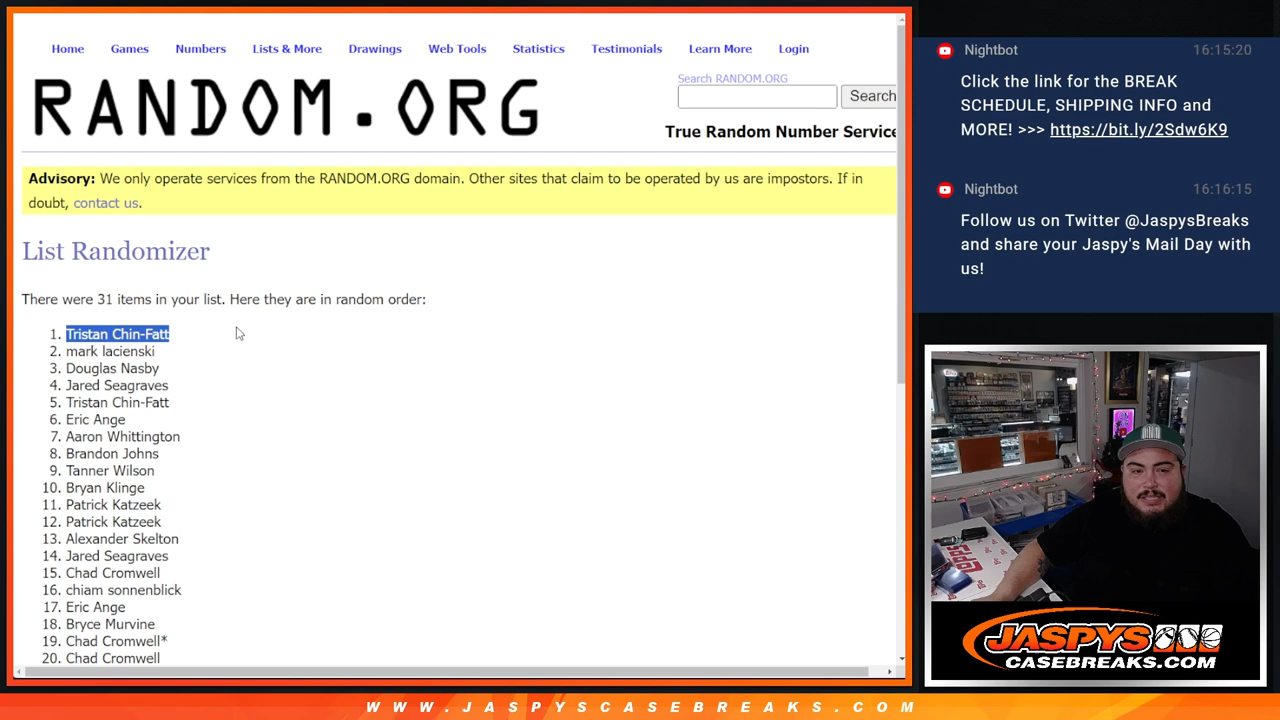 Home Games Numbers Lists & More Drawings Web Tools Statistics Testimonials Learn More Login
RANDOM.ORG
Search RANDOM.ORG
Search
True Random Number Service
Advisory: We only operate services from the RANDOM.ORG domain. Other sites that claim to be operated by us are impostors. If in
doubt, contact us.
List Randomizer
There were 31 items in your list. Here they are in random order:
1. Tristan Chin-Fatt
2. mark lacienski
3. Douglas Nasby
4. Jared Seagraves
5. Tristan Chin-Fatt
6. Eric Ange
7. Aaron Whittington
8. Brandon Johns
9. Tanner Wilson
10. Bryan Klinge
11. Patrick Katzeek
12. Patrick Katzeek
13. Alexander Skelton
14. Jared Seagraves
15. Chad Cromwell
16. chiam sonnenblick
17. Eric Ange
18. Bryce Murvine
19. Chad Cromwell*
20. Chad Cromwell
Nightbot 16:15:20
Click the link for the BREAK
SCHEDULE, SHIPPING INFO and
MORE! >>> https://bit.ly/2Sdw6K9
Nightbot 16:16:15
Follow us on Twitter @JaspysBreaks
and share your Jaspy's Mail Day with
us!
TOPPS
JASPYS
CASEBREAKS.COM
WWW.JASPYSCASEBREAKS.COM